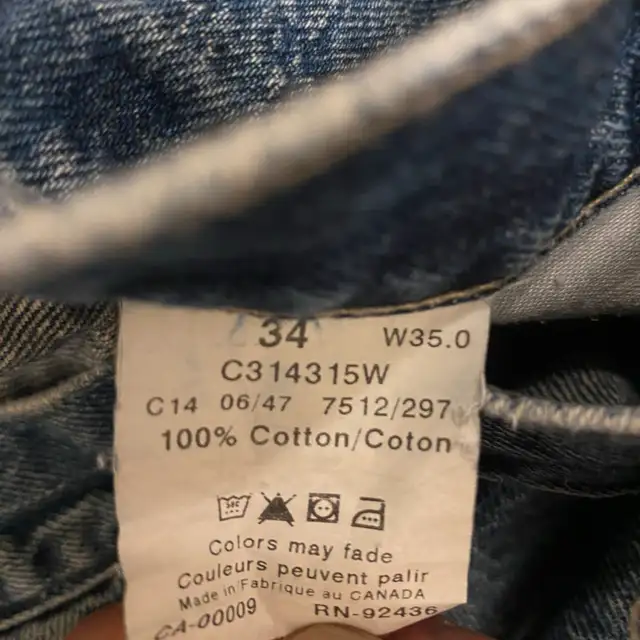 34 W35.0
C314315W
C14 06/47 7512/297
100% Cotton/Coton
Colors may fade
Couleurs peuvent palir
Made in/Fabrique au CANADA
CA-00009 RN-92436